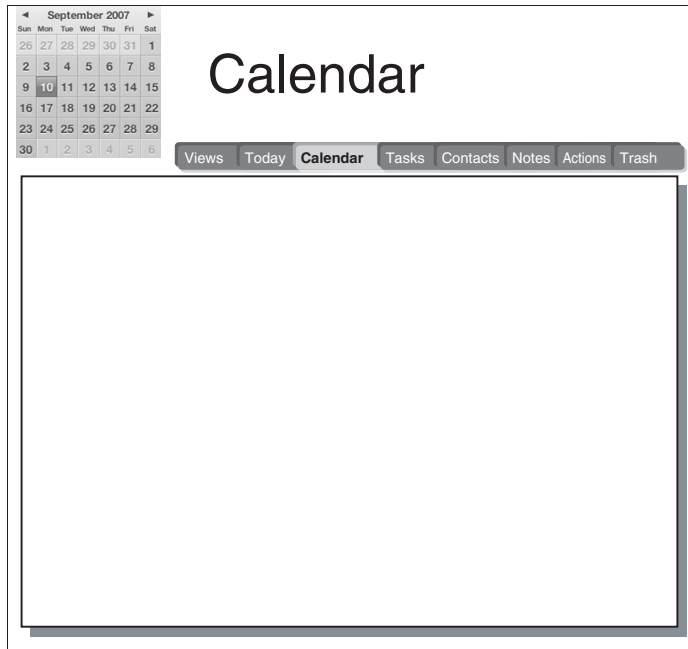 ◄ September 2007 ►
Sun Mon Tue Wed Thu Fri Sat
26 27 28 29 30 31 1
2 3 4 5 6 7 8
9 10 11 12 13 14 15
16 17 18 19 20 21 22
23 24 25 26 27 28 29
30 1 2 3 4 5 6
Calendar
Views Today Calendar Tasks Contacts Notes Actions Trash